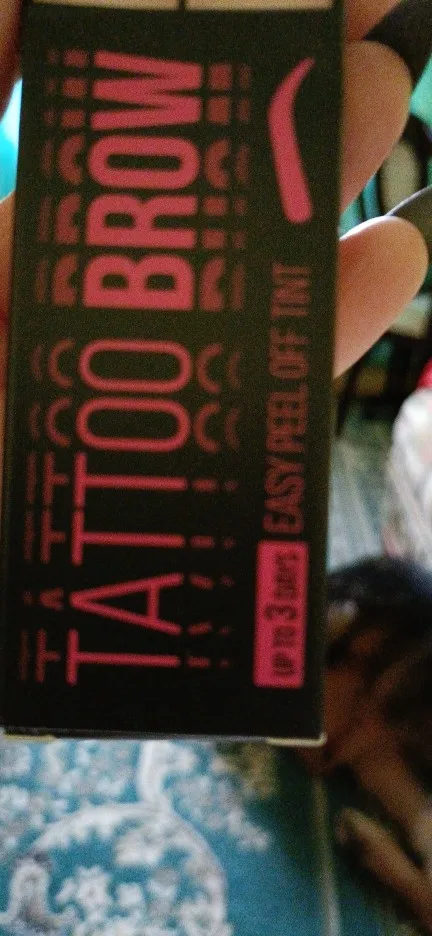 TATTOO BROW
UP TO 3 DAYS EASY PEEL OFF TINT